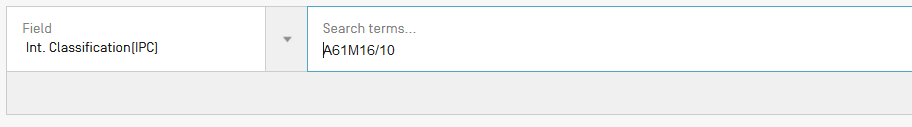 Field
Int. Classification(IPC)
Search terms...
A61M16/10